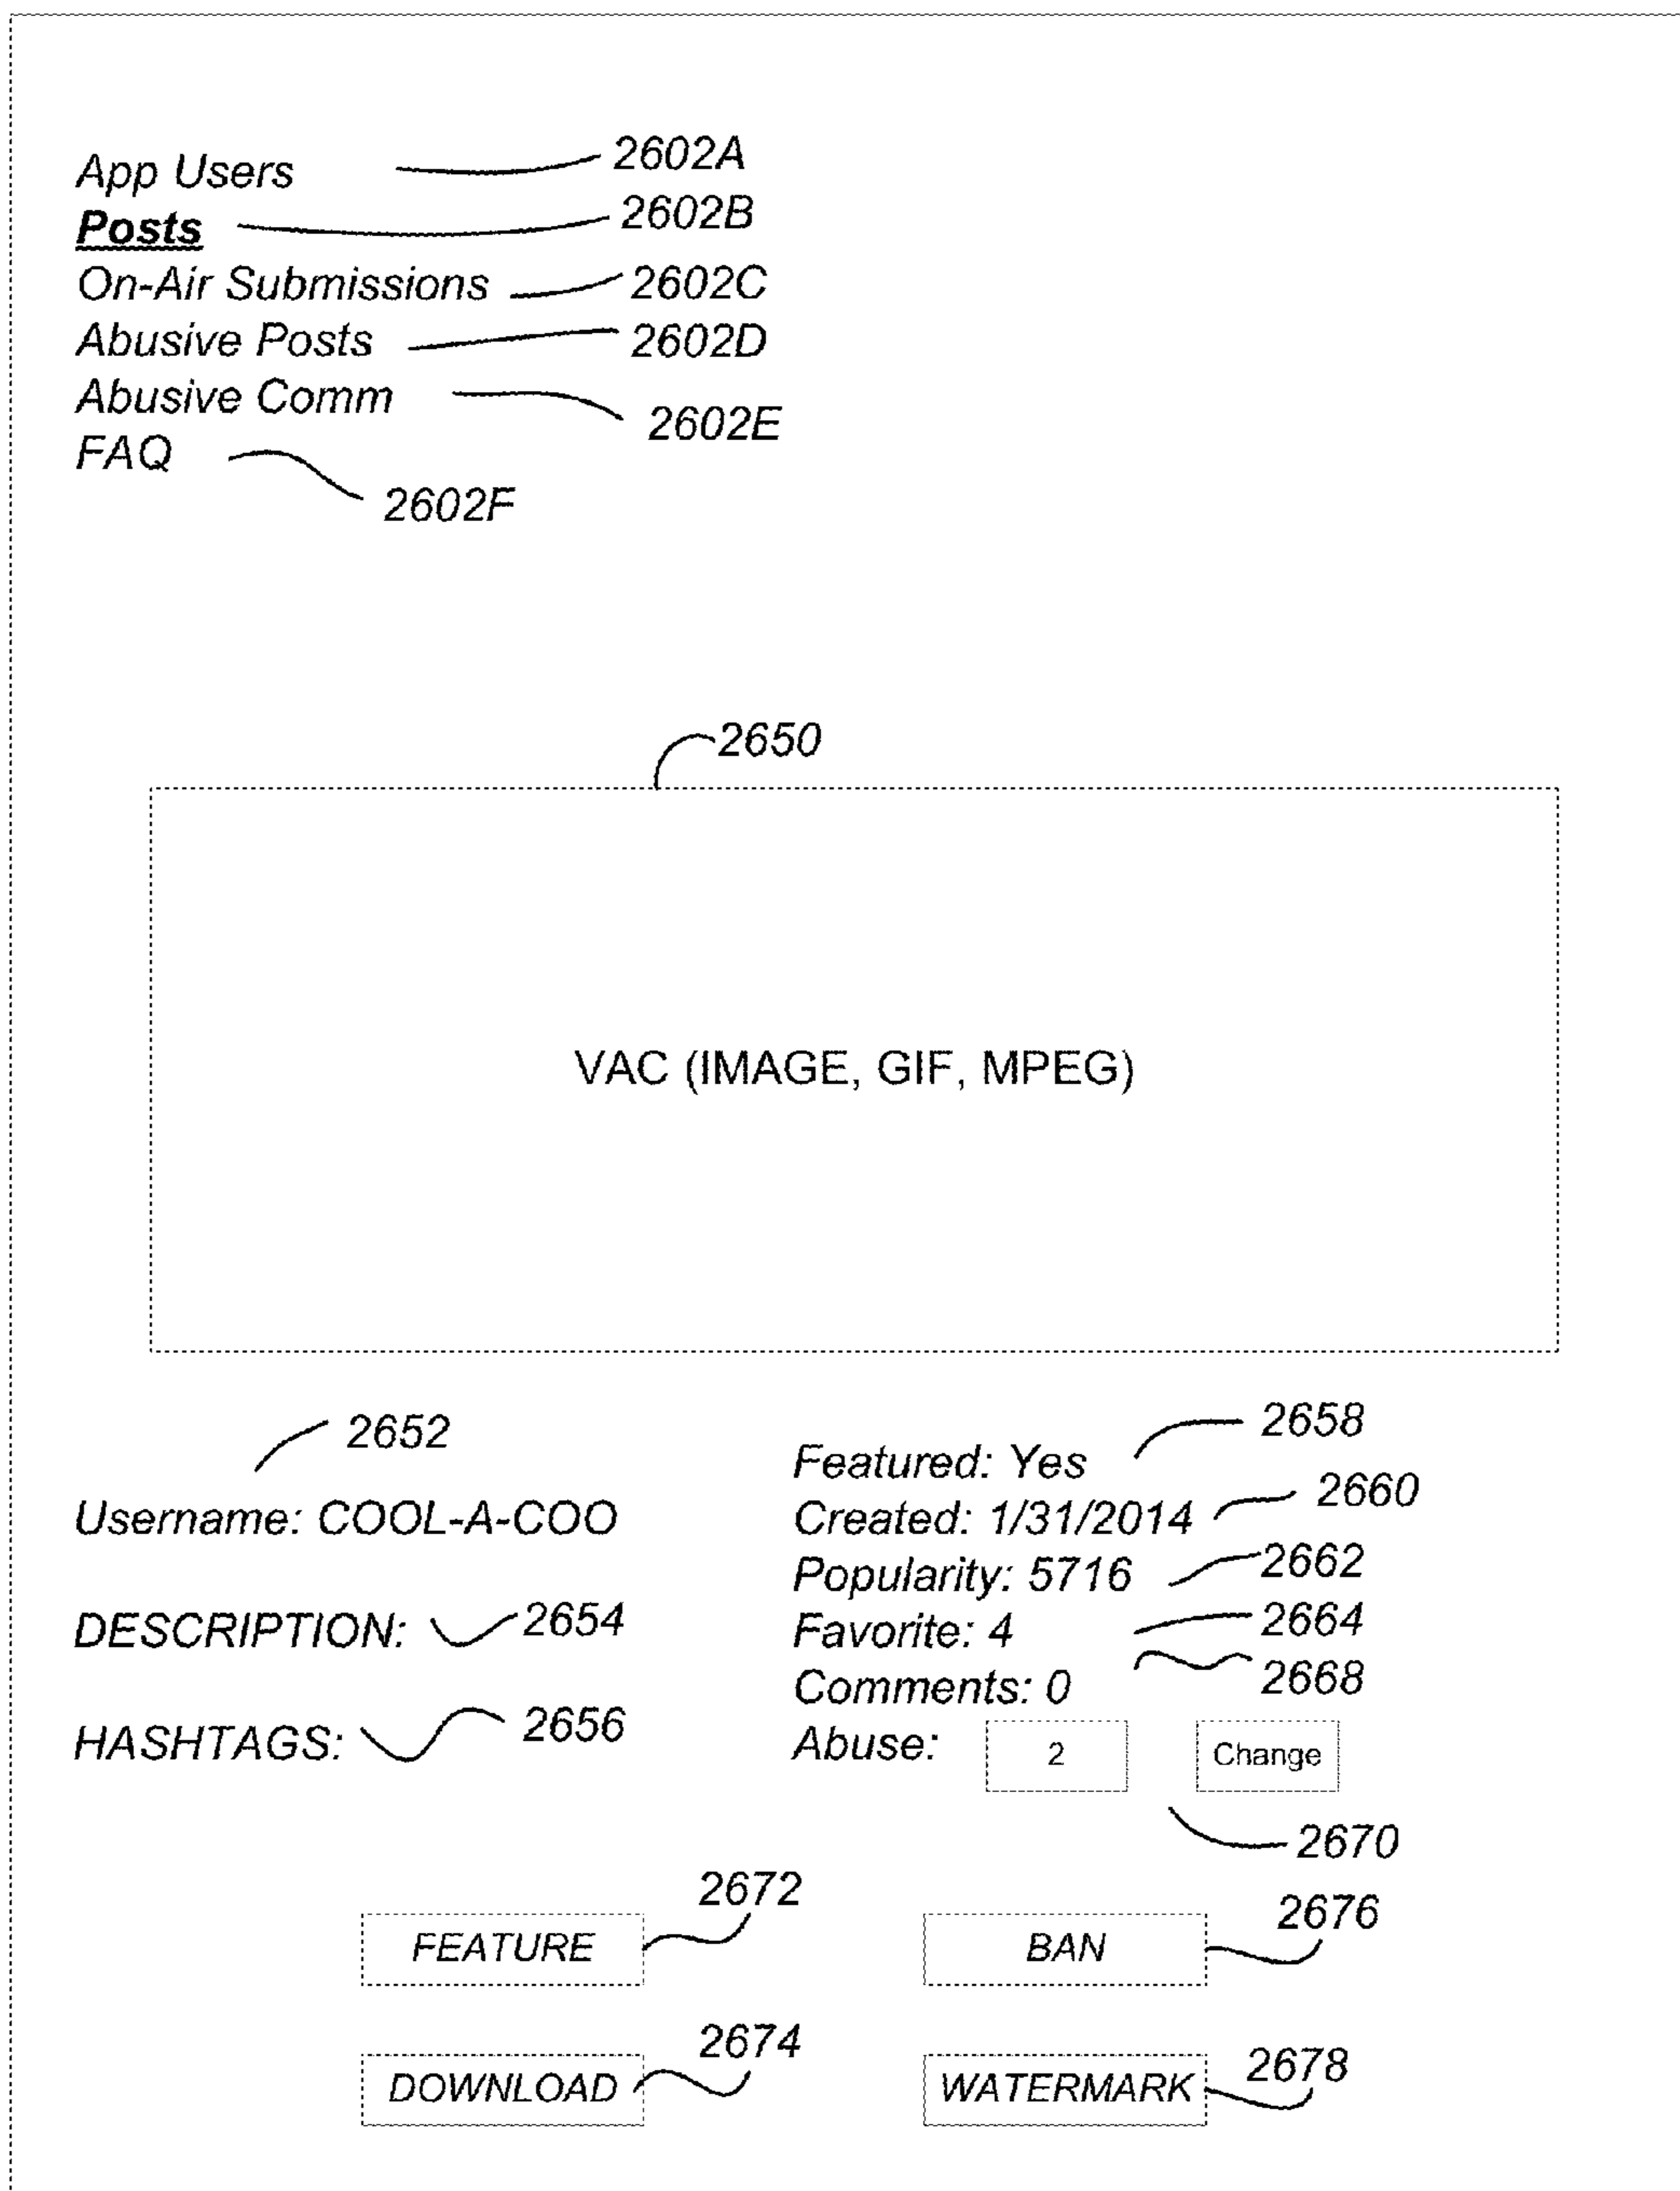 App Users 2602A
Posts 2602B
On-Air Submissions 2602C
Abusive Posts 2602D
Abusive Comm 2602E
FAQ
2602F
2650
VAC (IMAGE, GIF, MPEG)
2652
Username: COOL-A-COO
DESCRIPTION: 2654
HASHTAGS: 2656
Featured: Yes 2658
Created: 1/31/2014 2660
Popularity: 5716 2662
Favorite: 4 2664
Comments: 0 2668
Abuse: 2 Change
2670
2672
FEATURE
2676
BAN
2674
DOWNLOAD
2678
WATERMARK